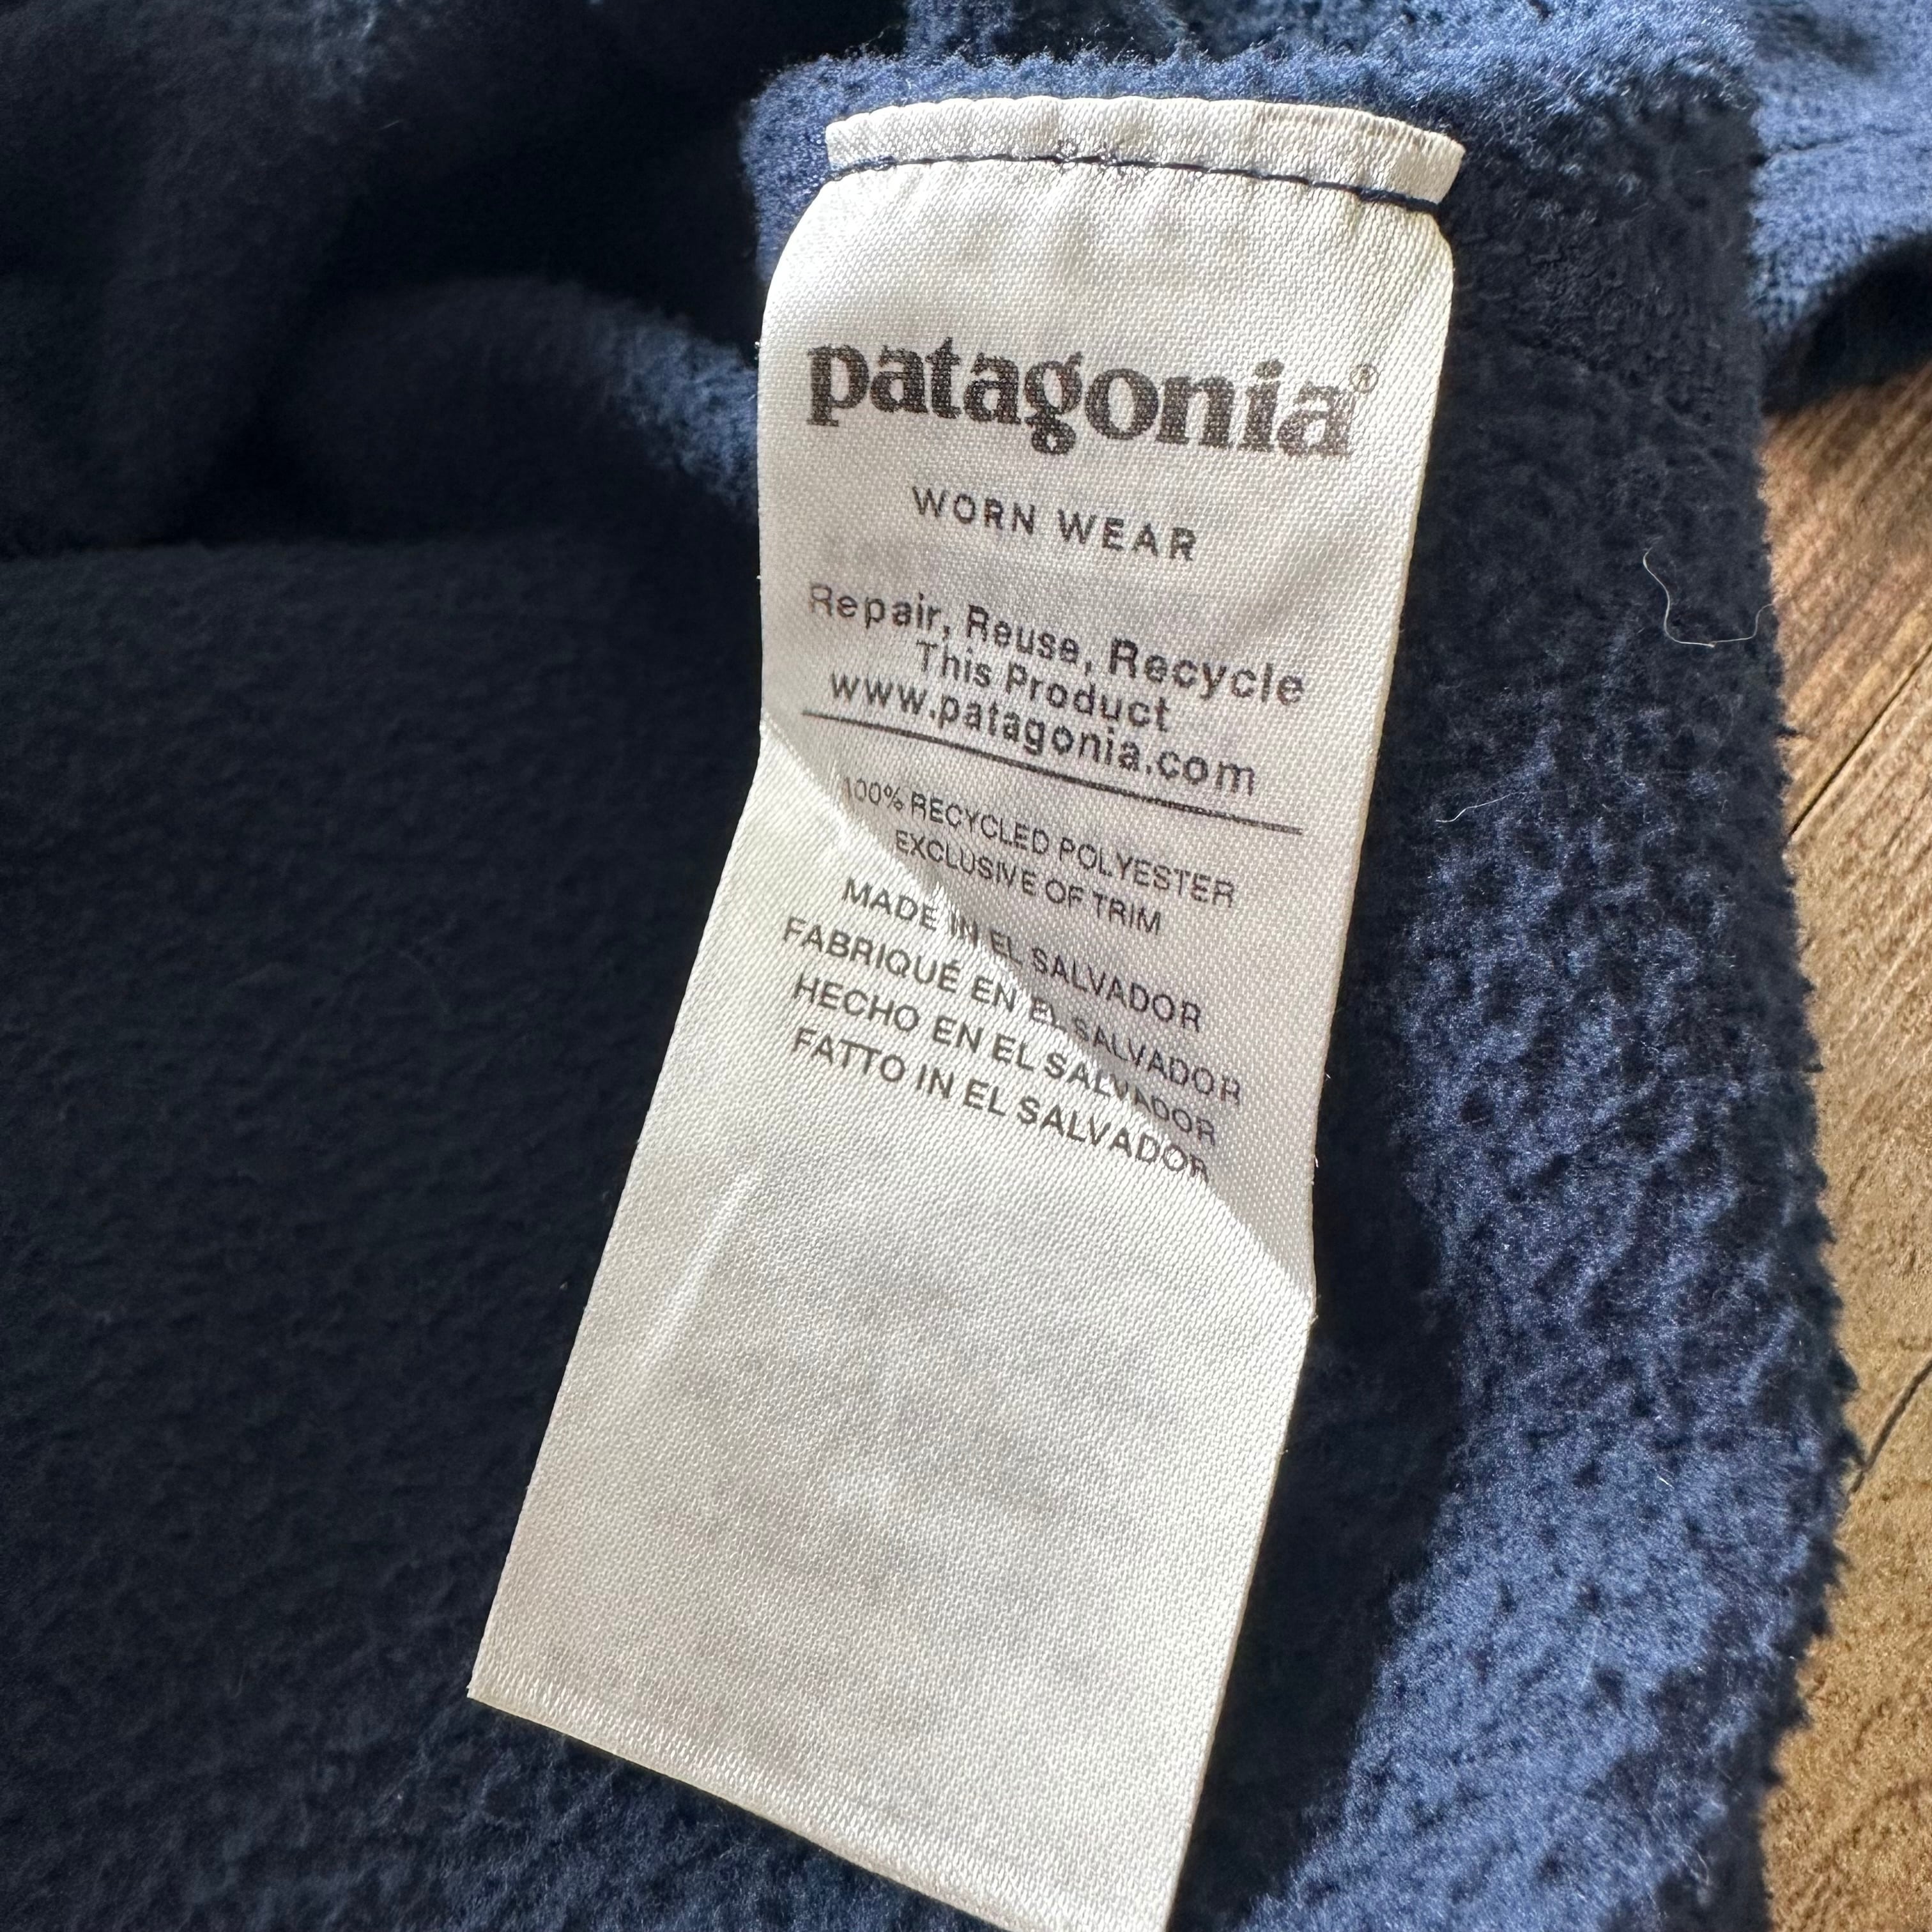 patagonia®
WORN WEAR
Repair, Reuse, Recycle
This Product
www.patagonia.com
100% RECYCLED POLYESTER
EXCLUSIVE OF TRIM
MADE IN EL SALVADOR
FABRIQUÉ EN EL SALVADOR
HECHO EN EL SALVADOR
FATTO IN EL SALVADOR